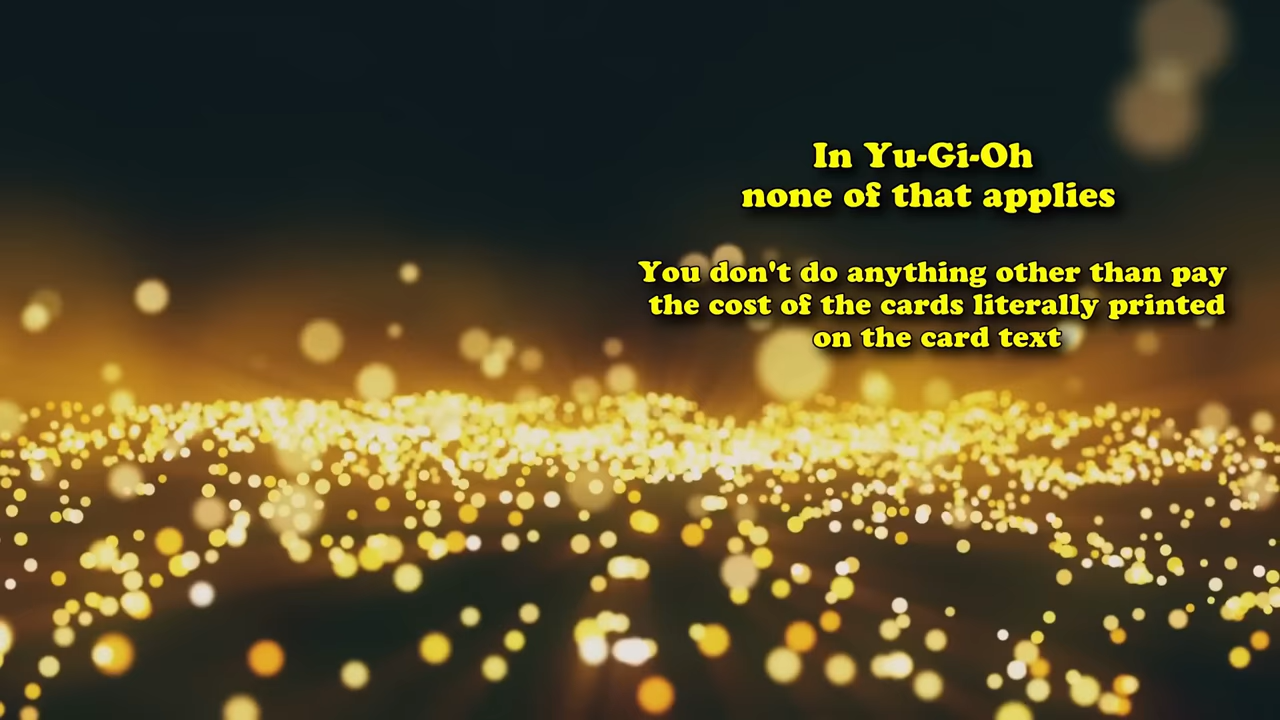 In Yu-Gi-Oh
none of that applies
You don't do anything other than pay
the cost of the cards literally printed
on the card text